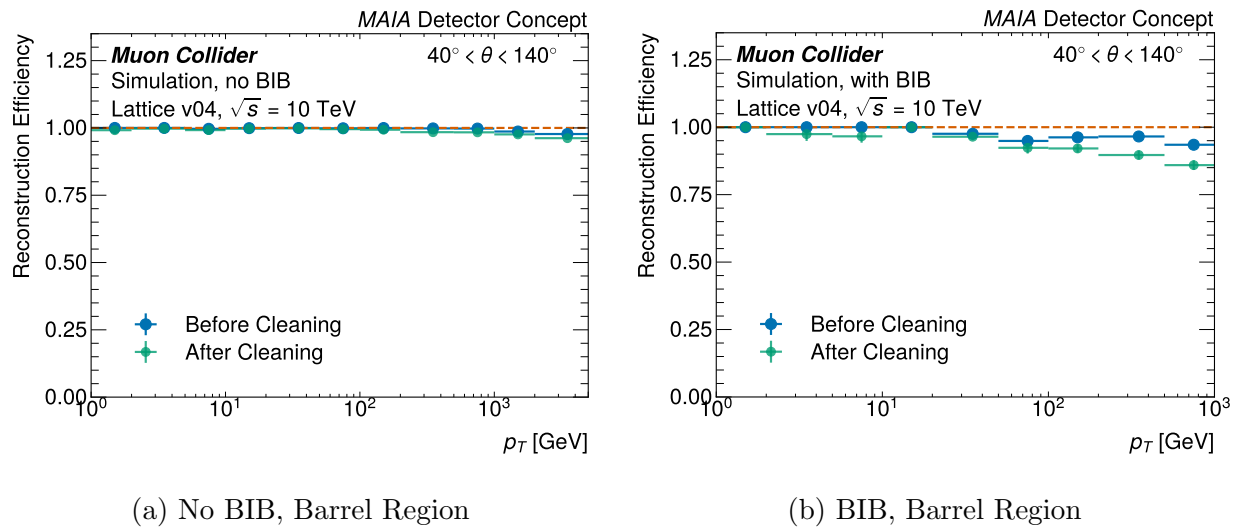 MAIA Detector Concept
Muon Collider
40° < θ < 140°
Simulation, no BIB
Lattice v04, √s = 10 TeV
Reconstruction Efficiency
1.25
1.00
0.75
0.50
0.25
0.00
Before Cleaning
After Cleaning
10⁰ 10¹ 10² 10³
p_T [GeV]
(a) No BIB, Barrel Region
MAIA Detector Concept
Muon Collider
40° < θ < 140°
Simulation, with BIB
Lattice v04, √s = 10 TeV
Reconstruction Efficiency
1.25
1.00
0.75
0.50
0.25
0.00
Before Cleaning
After Cleaning
10⁰ 10¹ 10² 10³
p_T [GeV]
(b) BIB, Barrel Region